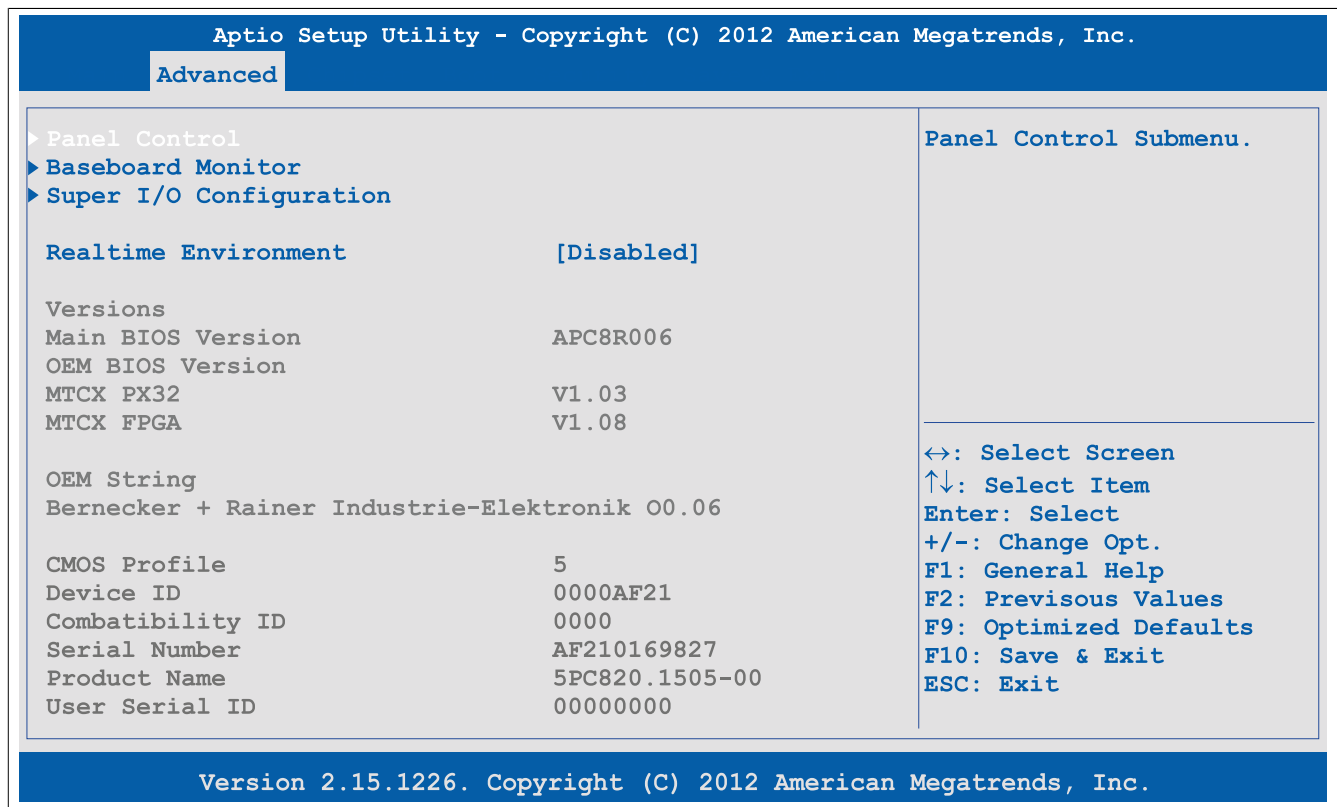 Aptio Setup Utility - Copyright (C) 2012 American Megatrends, Inc.
Advanced
Panel Control
Baseboard Monitor
Super I/O Configuration
Realtime Environment [Disabled]
Versions
Main BIOS Version APC8R006
OEM BIOS Version
MTCX PX32 V1.03
MTCX FPGA V1.08
OEM String
Bernecker + Rainer Industrie-Elektronik O0.06
CMOS Profile 5
Device ID 0000AF21
Combatibility ID 0000
Serial Number AF210169827
Product Name 5PC820.1505-00
User Serial ID 00000000
Panel Control Submenu.
↔: Select Screen
↑↓: Select Item
Enter: Select
+/-: Change Opt.
F1: General Help
F2: Previsous Values
F9: Optimized Defaults
F10: Save & Exit
ESC: Exit
Version 2.15.1226. Copyright (C) 2012 American Megatrends, Inc.